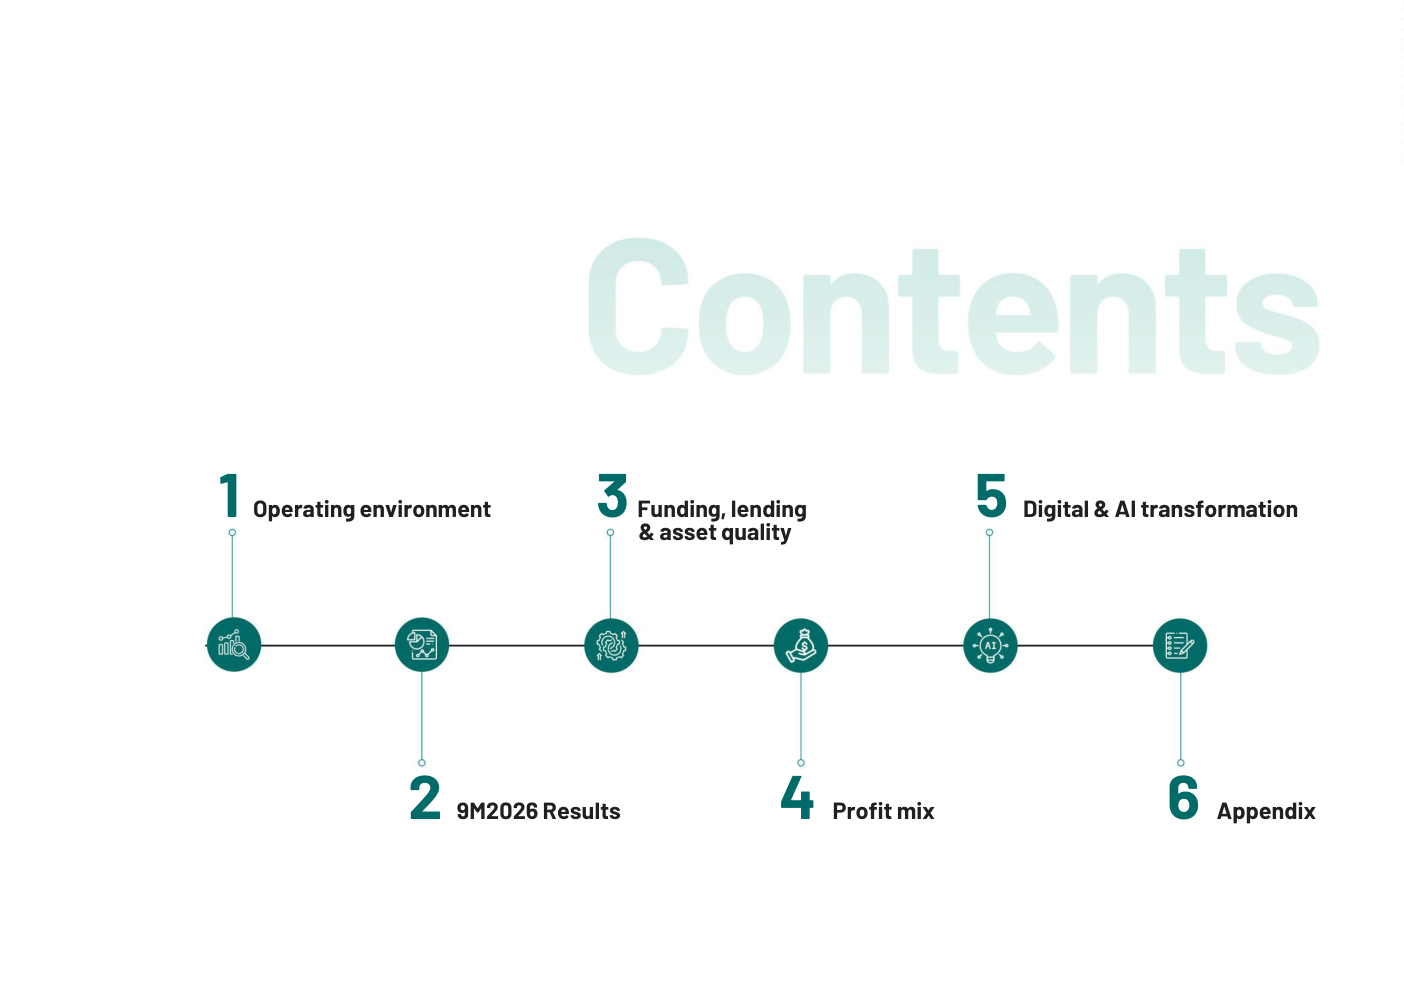 Contents
1 Operating environment
2 9M2026 Results
3 Funding, lending
& asset quality
4 Profit mix
5 Digital & AI transformation
AI
6 Appendix